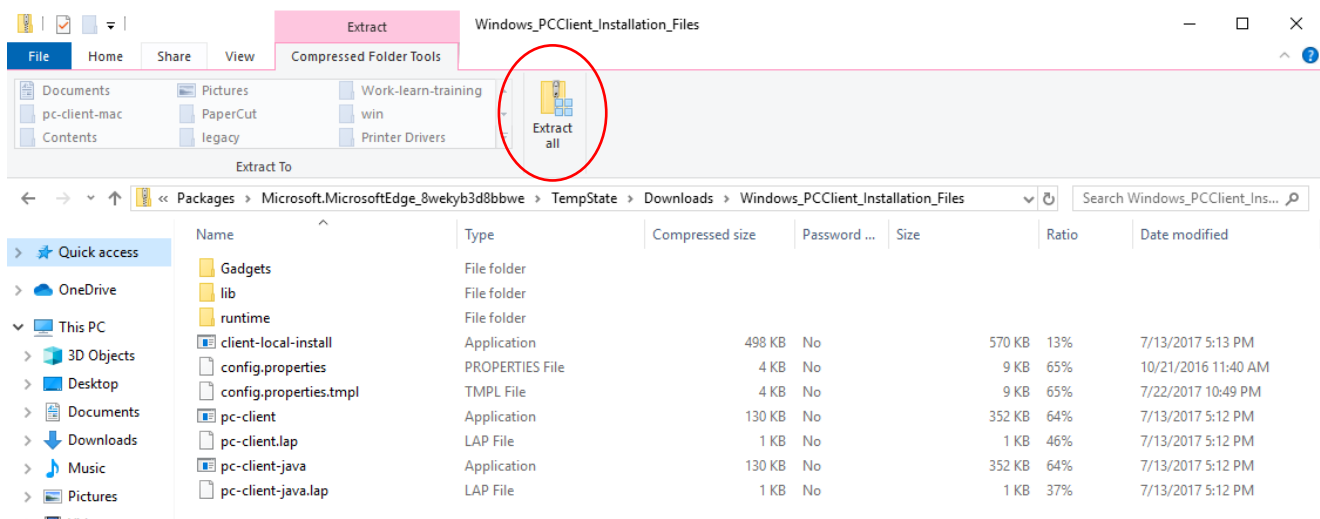 Extract
Windows_PCClient_Installation_Files
File Home Share View Compressed Folder Tools
Documents Pictures Work-learn-training
pc-client-mac PaperCut win
Contents legacy Printer Drivers
Extract all
Extract To
« Packages > Microsoft.MicrosoftEdge_8wekyb3d8bbwe > TempState > Downloads > Windows_PCClient_Installation_Files
Search Windows_PCClient_Ins...
Name Type Compressed size Password ... Size Ratio Date modified
Quick access
OneDrive
This PC
3D Objects
Desktop
Documents
Downloads
Music
Pictures
Gadgets File folder
lib File folder
runtime File folder
client-local-install Application 498 KB No 570 KB 13% 7/13/2017 5:13 PM
config.properties PROPERTIES File 4 KB No 9 KB 65% 10/21/2016 11:40 AM
config.properties.tmpl TMPL File 4 KB No 9 KB 65% 7/22/2017 10:49 PM
pc-client Application 130 KB No 352 KB 64% 7/13/2017 5:12 PM
pc-client.lap LAP File 1 KB No 1 KB 46% 7/13/2017 5:12 PM
pc-client-java Application 130 KB No 352 KB 64% 7/13/2017 5:12 PM
pc-client-java.lap LAP File 1 KB No 1 KB 37% 7/13/2017 5:12 PM